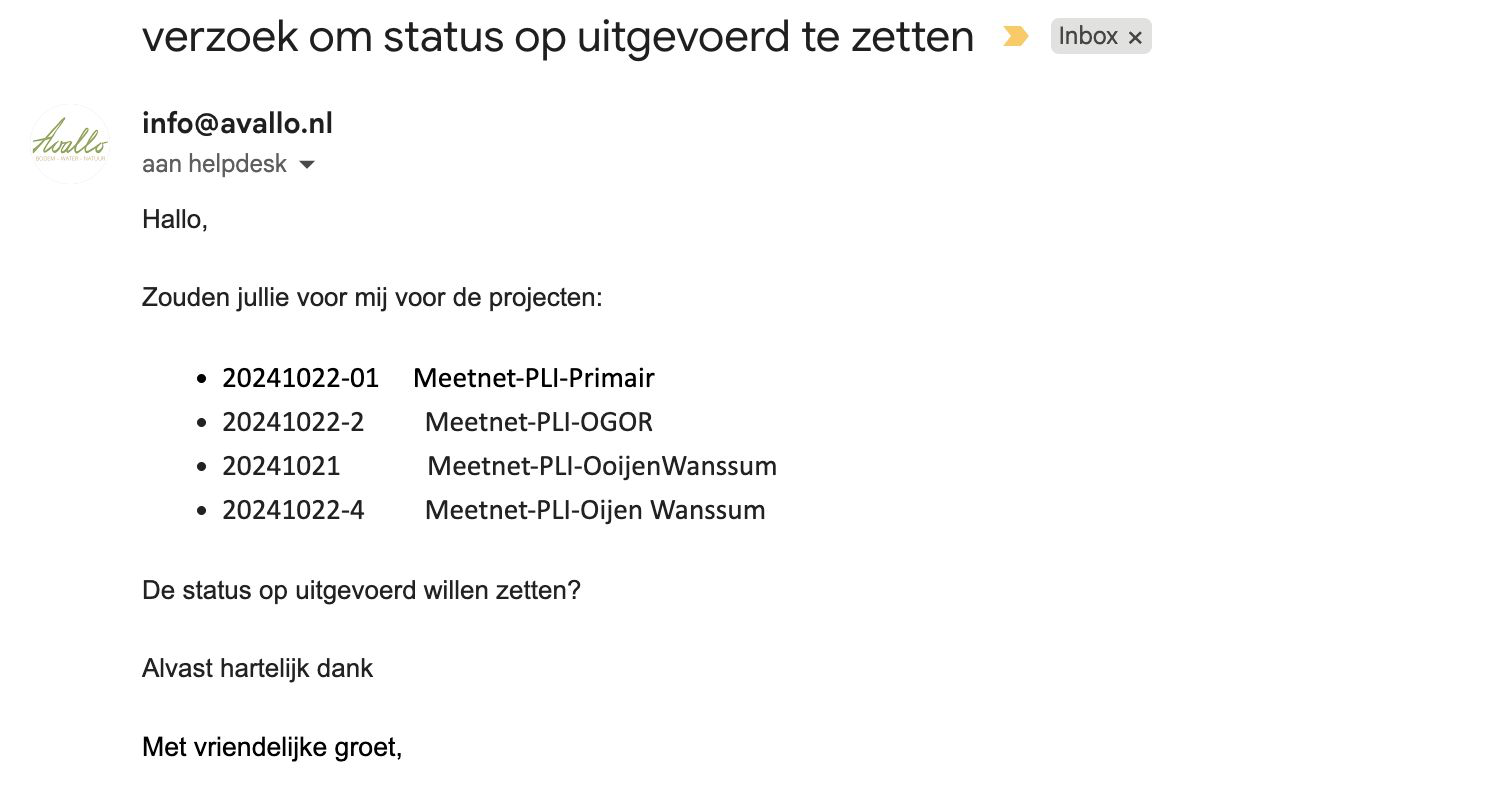 verzoek om status op uitgevoerd te zetten Inbox ×
info@avallo.nl
Avallo
BODEM - WATER - NATUUR
aan helpdesk
Hallo,
Zouden jullie voor mij voor de projecten:
• 20241022-01 Meetnet-PLI-Primair
• 20241022-2 Meetnet-PLI-OGOR
• 20241021 Meetnet-PLI-OoijenWanssum
• 20241022-4 Meetnet-PLI-Oijen Wanssum
De status op uitgevoerd willen zetten?
Alvast hartelijk dank
Met vriendelijke groet,